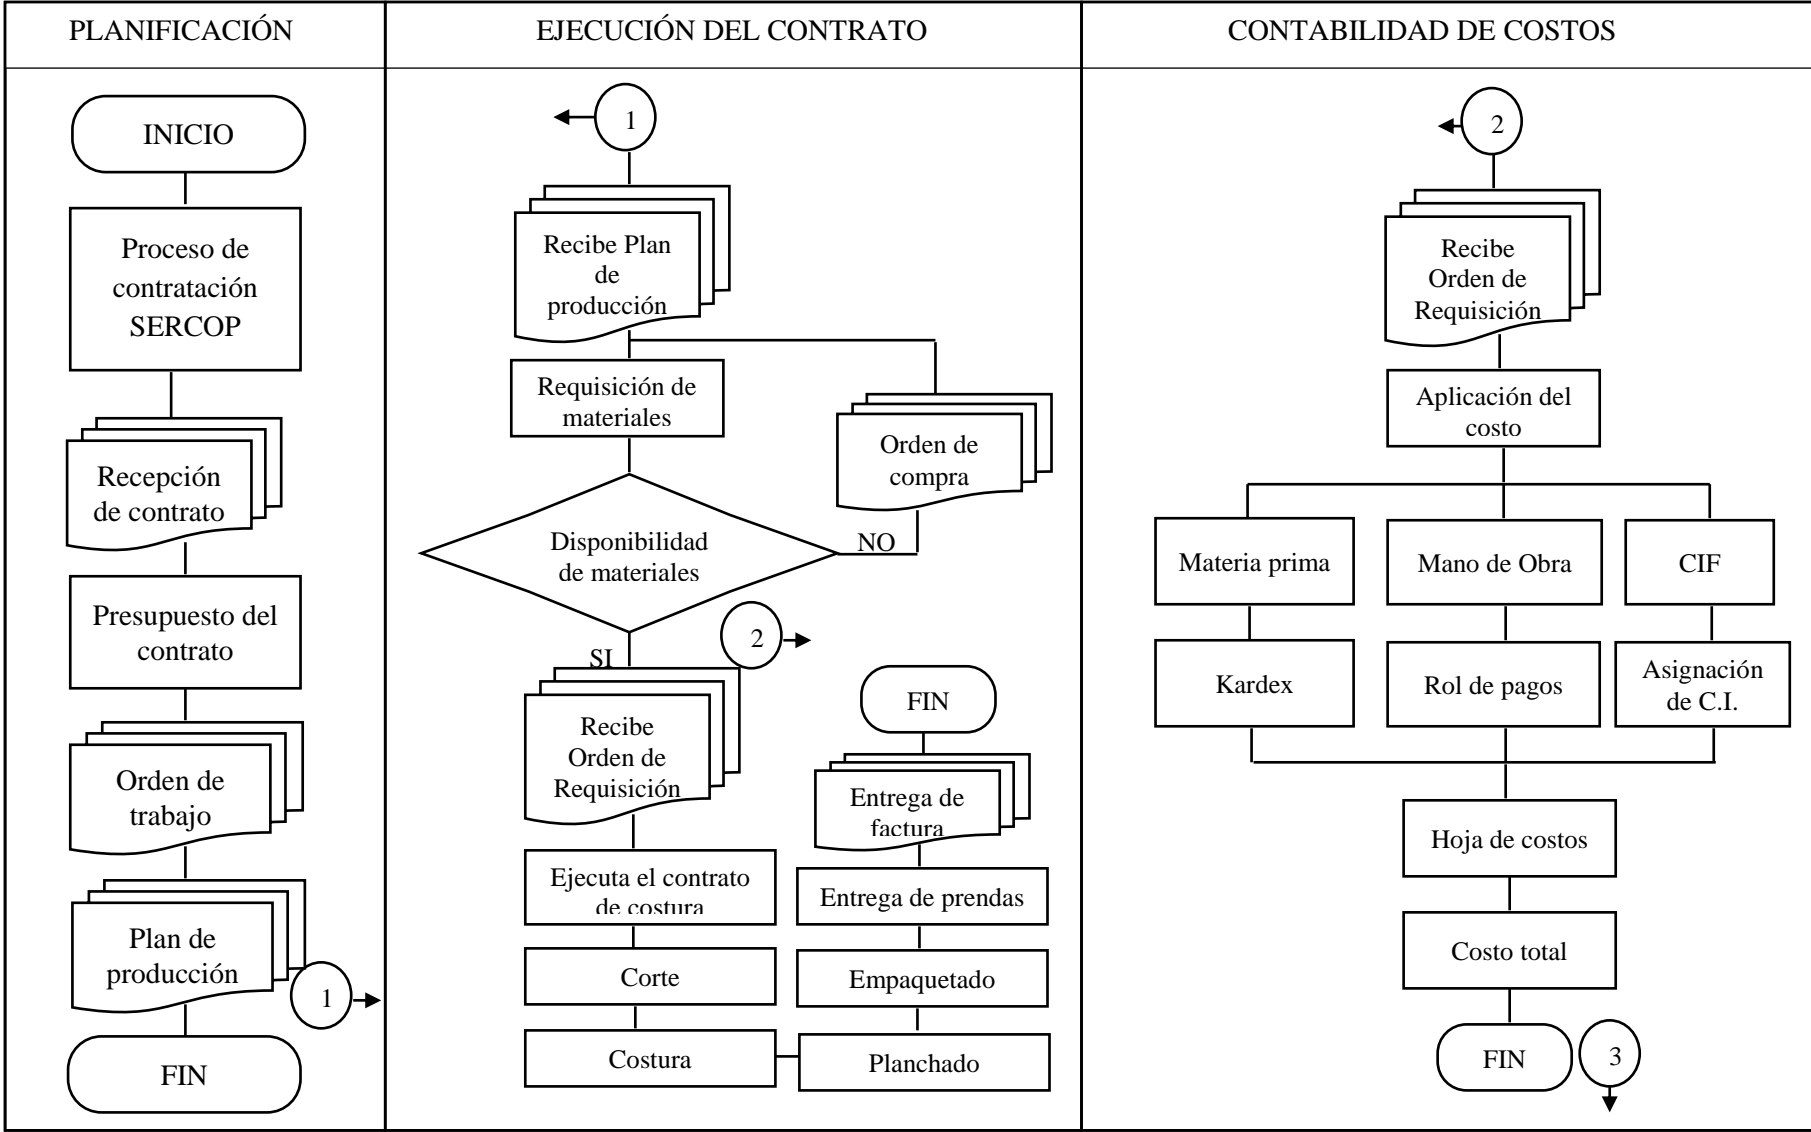 PLANIFICACIÓN
INICIO
Proceso de
contratación
SERCOP
Recepción
de contrato
Presupuesto del
contrato
Orden de
trabajo
Plan de
producción
1
FIN
EJECUCIÓN DEL CONTRATO
1
Recibe Plan
de
producción
Requisición de
materiales
Orden de
compra
Disponibilidad
de materiales
NO
SI
2
Recibe
Orden de
Requisición
Ejecuta el contrato
de costura
Corte
Costura
Planchado
Empaquetado
Entrega de prendas
Entrega de
factura
FIN
CONTABILIDAD DE COSTOS
2
Recibe
Orden de
Requisición
Aplicación del
costo
Materia prima
Mano de Obra
CIF
Kardex
Rol de pagos
Asignación
de C.I.
Hoja de costos
Costo total
FIN
3